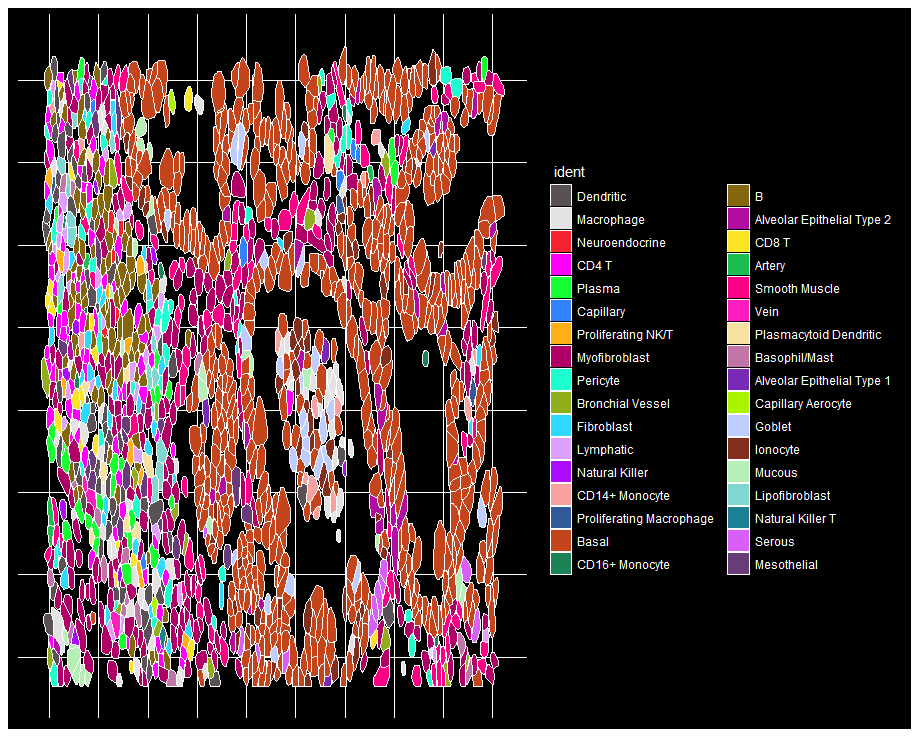 ident
Dendritic
Macrophage
Neuroendocrine
CD4 T
Plasma
Capillary
Proliferating NK/T
Myofibroblast
Pericyte
Bronchial Vessel
Fibroblast
Lymphatic
Natural Killer
CD14+ Monocyte
Proliferating Macrophage
Basal
CD16+ Monocyte
B
Alveolar Epithelial Type 2
CD8 T
Artery
Smooth Muscle
Vein
Plasmacytoid Dendritic
Basophil/Mast
Alveolar Epithelial Type 1
Capillary Aerocyte
Goblet
Ionocyte
Mucous
Lipofibroblast
Natural Killer T
Serous
Mesothelial